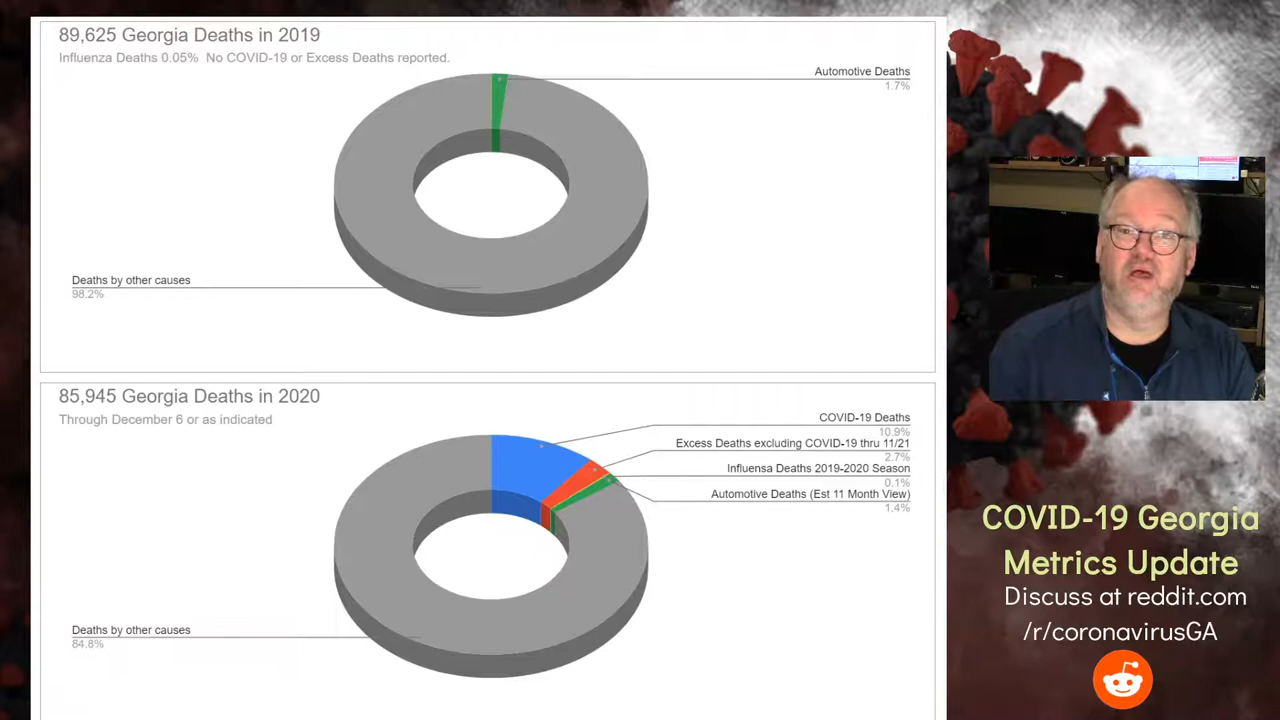 89,625 Georgia Deaths in 2019
Influenza Deaths 0.05%  No COVID-19 or Excess Deaths reported.
Automotive Deaths
1.7%
Deaths by other causes
98.2%
85,945 Georgia Deaths in 2020
Through December 6 or as indicated
COVID-19 Deaths
10.9%
Excess Deaths excluding COVID-19 thru 11/21
2.7%
Influensa Deaths 2019-2020 Season
0.1%
Automotive Deaths (Est 11 Month View)
1.4%
Deaths by other causes
84.8%
COVID-19 Georgia
Metrics Update
Discuss at reddit.com
/r/coronavirusGA